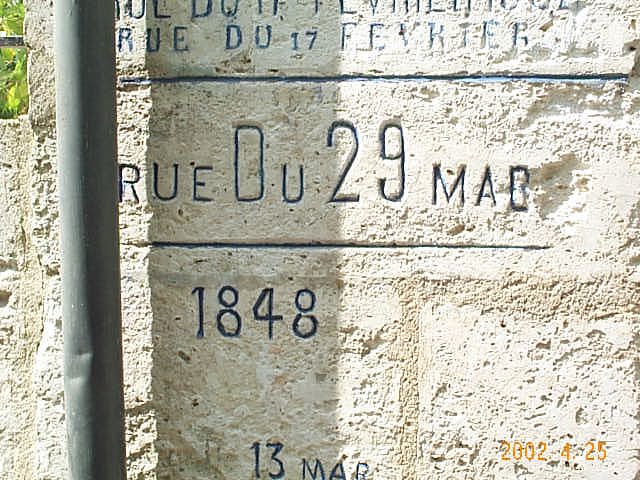 RUE DU 17 FEVRIER
RUE DU 29 MAR
1848
13 MAR
2002 4 25